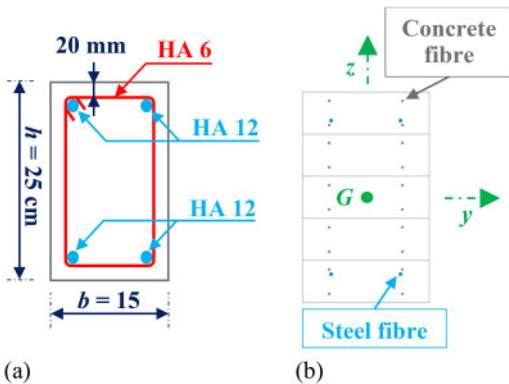 20 mm
HA 6
HA 12
HA 12
h = 25 cm
b = 15
(a)
Concrete
fibre
z
G
y
Steel fibre
(b)